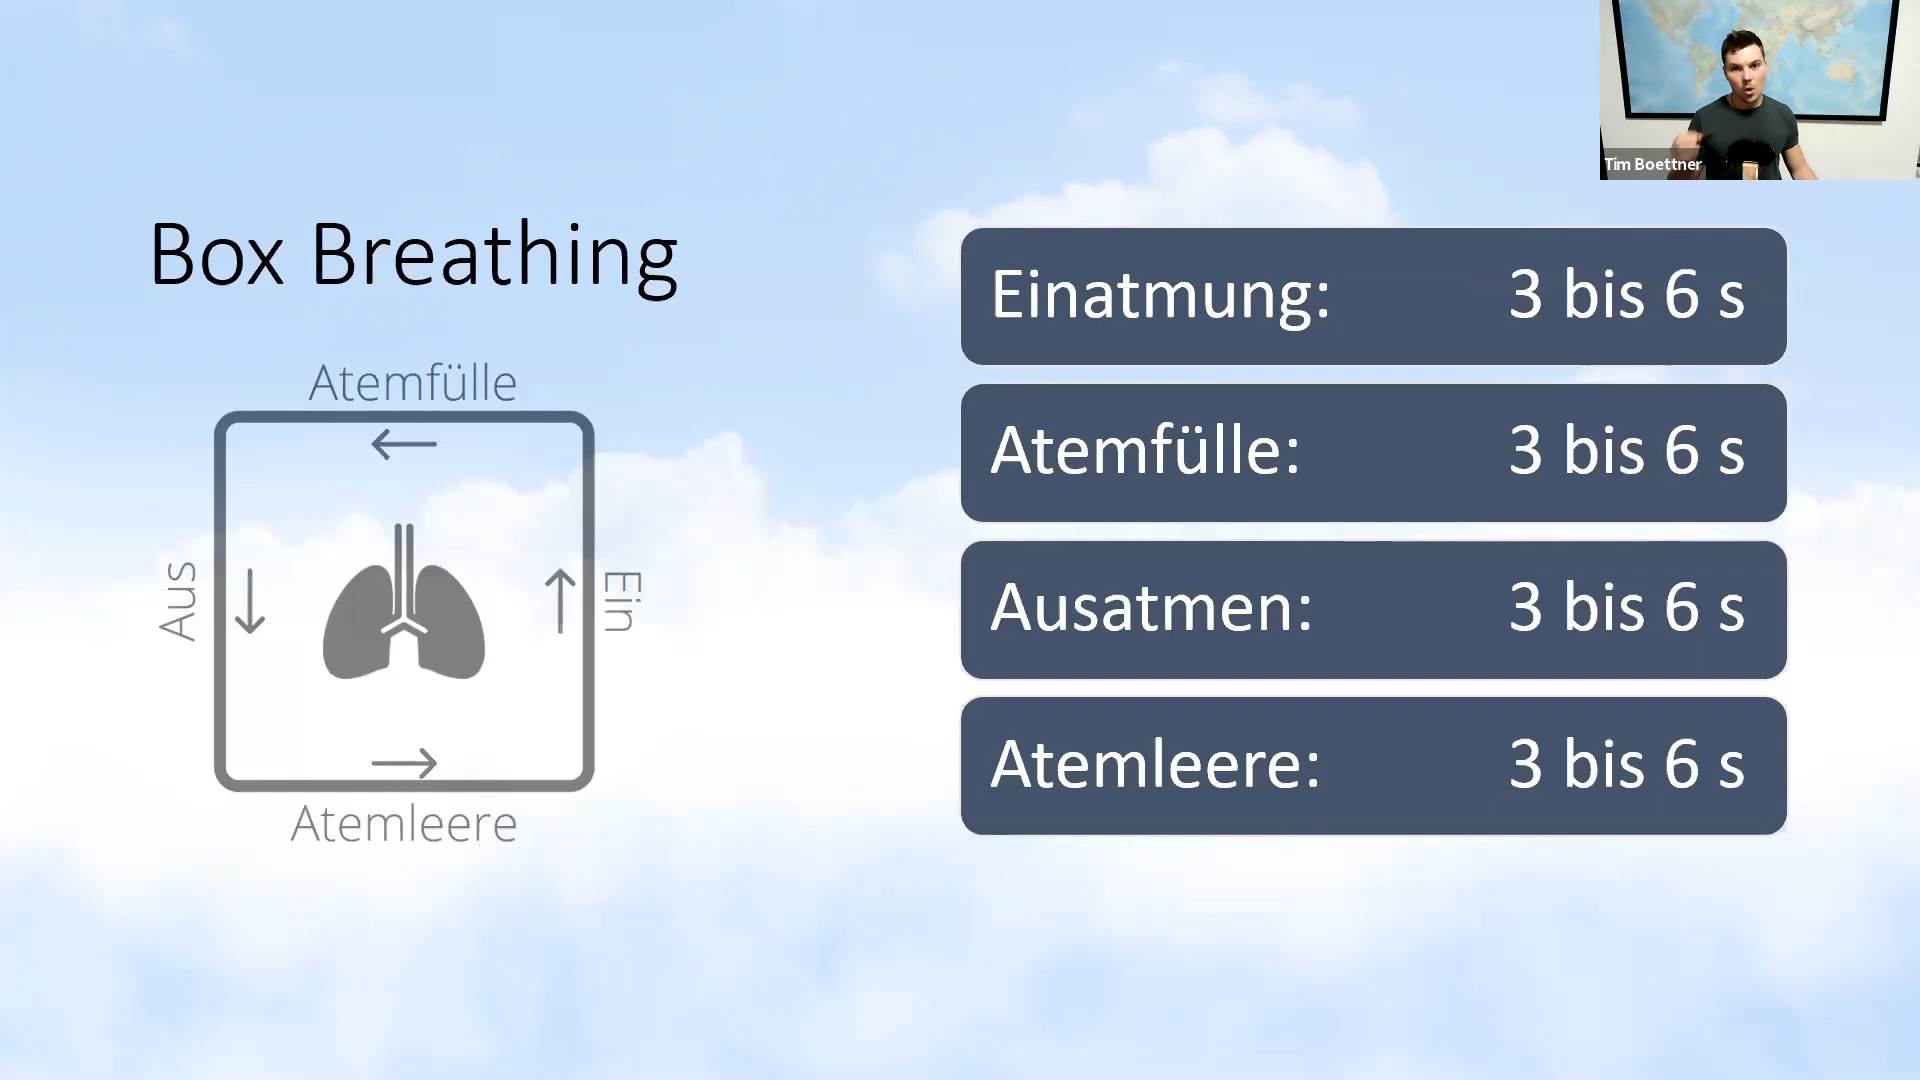 Tim Boettner
Box Breathing
Atemfülle
Aus
Ein
Atemleere
Einatmung: 3 bis 6 s
Atemfülle: 3 bis 6 s
Ausatmen: 3 bis 6 s
Atemleere: 3 bis 6 s